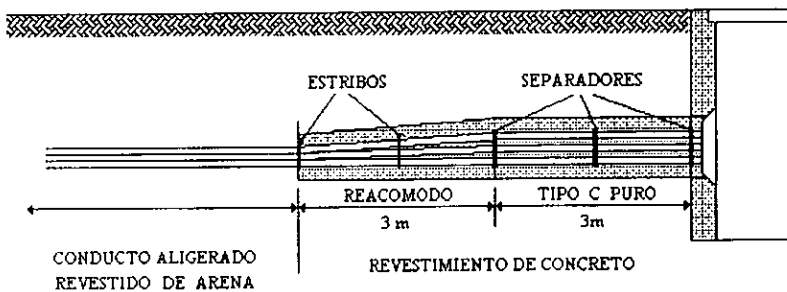 ESTRIBOS
SEPARADORES
REACOMODO
TIPO C PURO
3 m
3m
CONDUCTO ALIGERADO
REVESTIDO DE ARENA
REVESTIMIENTO DE CONCRETO